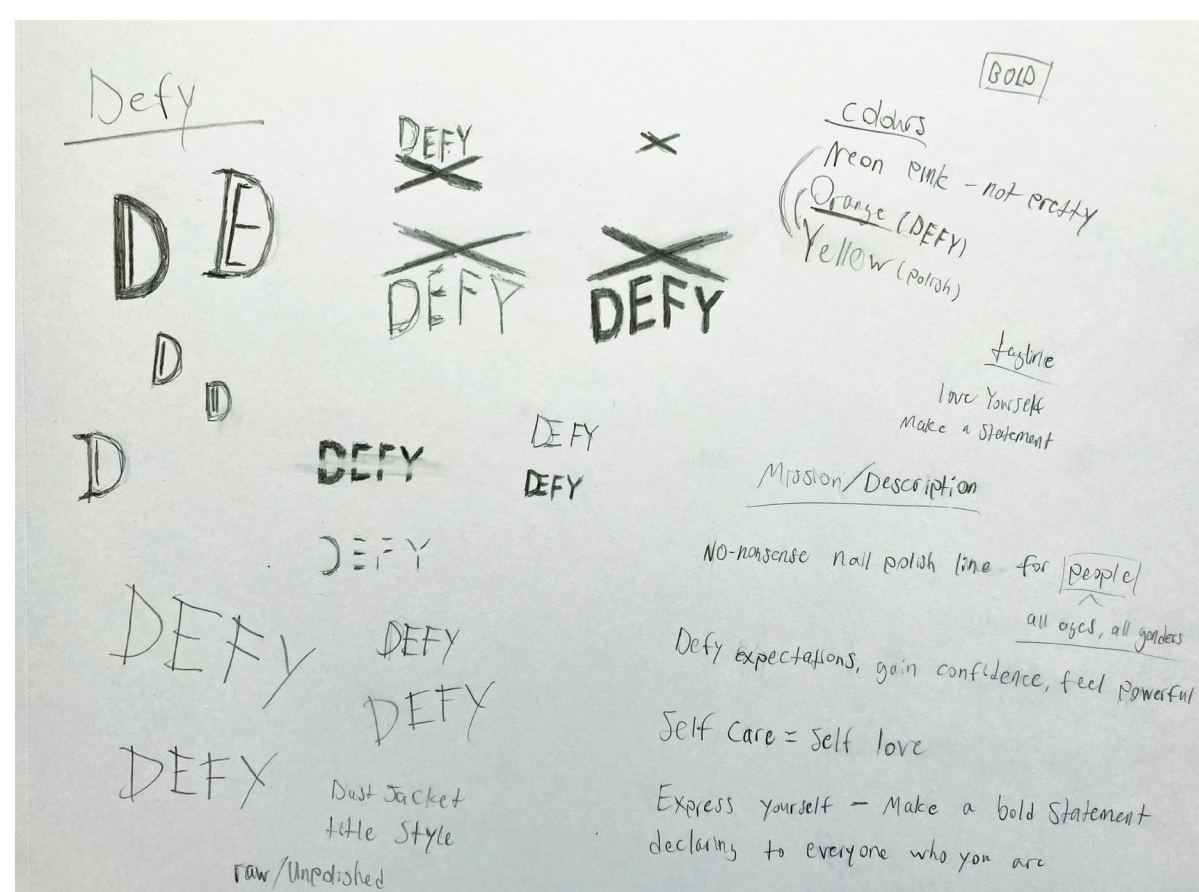 Defy
D
E
D
D
D
DEFY
DEFY
DEFY
DEFY
DEFY
DEFY
DEFY
DEFY
DEFY
DEFY
DEFY
Dust Jacket
title Style
raw/Unpolished
BOLD
colours
Neon pink - not pretty
Orange (DEFY)
Yellow (polish)
tagline
love Yourself
Make a Statement
Mission/Description
No-nonsense nail polish line for people
all ages, all genders
Defy expectations, gain confidence, feel powerful
Self Care = Self love
Express yourself - Make a bold Statement
declaring to everyone who you are